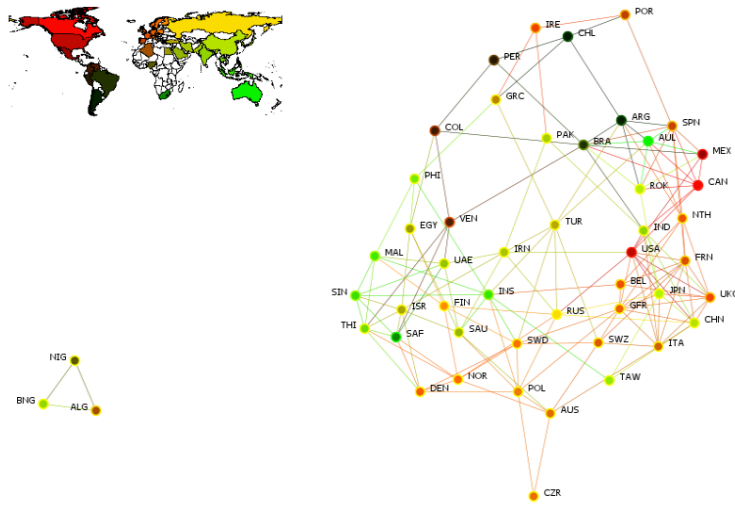 POR
IRE
CHL
PER
GRC
ARG
SPN
COL
PAK
BRA
AUL
MEX
PHI
ROK
CAN
EGY
VEN
TUR
IND
NTH
MAL
UAE
IRN
USA
FRN
SIN
INS
BEL
JPN
UKG
ISR
FIN
RUS
GFR
CHN
THI
SAF
SAU
SWD
SWZ
ITA
NIG
DEN
NOR
POL
TAW
BNG
ALG
AUS
CZR